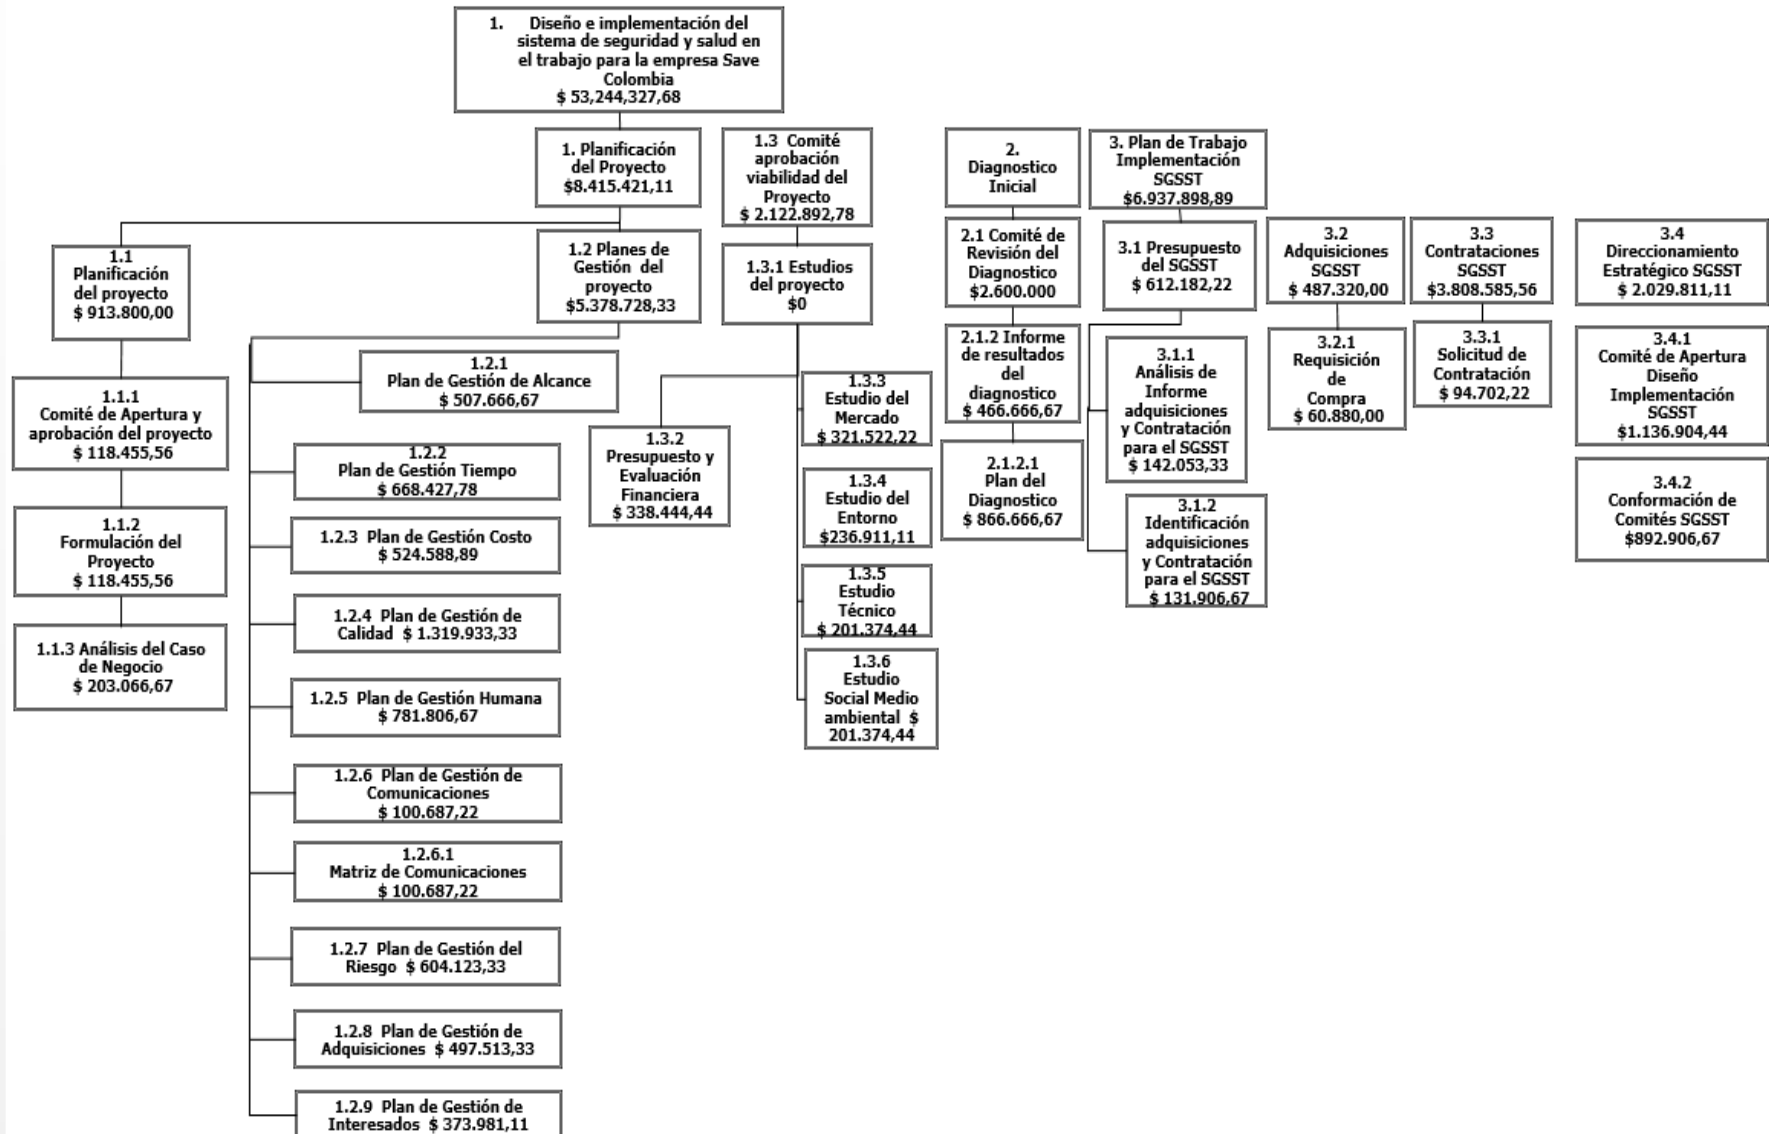 1. Diseño e implementación del
sistema de seguridad y salud en
el trabajo para la empresa Save
Colombia
$ 53,244,327,68
1. Planificación
del Proyecto
$8.415.421,11
1.3 Comité
aprobación
viabilidad del
Proyecto
$ 2.122.892,78
2.
Diagnostico
Inicial
3. Plan de Trabajo
Implementación
SGSST
$6.937.898,89
1.1
Planificación
del proyecto
$ 913.800,00
1.2 Planes de
Gestión del
proyecto
$5.378.728,33
1.3.1 Estudios
del proyecto
$0
2.1 Comité de
Revisión del
Diagnostico
$2.600.000
3.1 Presupuesto
del SGSST
$ 612.182,22
3.2
Adquisiciones
SGSST
$ 487.320,00
3.3
Contrataciones
SGSST
$3.808.585,56
3.4
Direccionamiento
Estratégico SGSST
$ 2.029.811,11
1.1.1
Comité de Apertura y
aprobación del proyecto
$ 118.455,56
1.1.2
Formulación del
Proyecto
$ 118.455,56
1.1.3 Análisis del Caso
de Negocio
$ 203.066,67
1.2.1
Plan de Gestión de Alcance
$ 507.666,67
1.2.2
Plan de Gestión Tiempo
$ 668.427,78
1.2.3 Plan de Gestión Costo
$ 524.588,89
1.2.4 Plan de Gestión de
Calidad $ 1.319.933,33
1.2.5 Plan de Gestión Humana
$ 781.806,67
1.2.6 Plan de Gestión de
Comunicaciones
$ 100.687,22
1.2.6.1
Matriz de Comunicaciones
$ 100.687,22
1.2.7 Plan de Gestión del
Riesgo $ 604.123,33
1.2.8 Plan de Gestión de
Adquisiciones $ 497.513,33
1.2.9 Plan de Gestión de
Interesados $ 373.981,11
1.3.2
Presupuesto y
Evaluación
Financiera
$ 338.444,44
1.3.3
Estudio del
Mercado
$ 321.522,22
1.3.4
Estudio del
Entorno
$236.911,11
1.3.5
Estudio
Técnico
$ 201.374,44
1.3.6
Estudio
Social Medio
ambiental $
201.374,44
2.1.2 Informe
de resultados
del
diagnostico
$ 466.666,67
2.1.2.1
Plan del
Diagnostico
$ 866.666,67
3.1.1
Análisis de
Informe
adquisiciones
y Contratación
para el SGSST
$ 142.053,33
3.1.2
Identificación
adquisiciones
y Contratación
para el SGSST
$ 131.906,67
3.2.1
Requisición
de
Compra
$ 60.880,00
3.3.1
Solicitud de
Contratación
$ 94.702,22
3.4.1
Comité de Apertura
Diseño
Implementación
SGSST
$1.136.904,44
3.4.2
Conformación de
Comités SGSST
$892.906,67